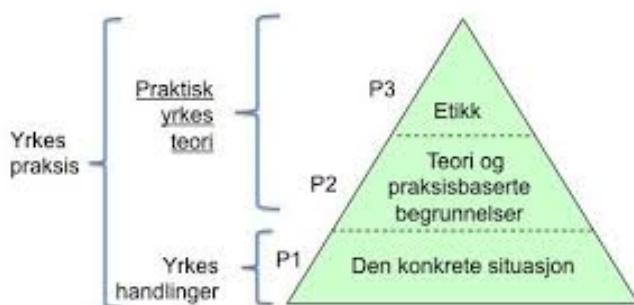 Yrkes
praksis
Praktisk
yrkes
teori
Yrkes
handlinger
P3
Etikk
P2
Teori og
praksisbaserte
begrunnelser
P1
Den konkrete situasjon